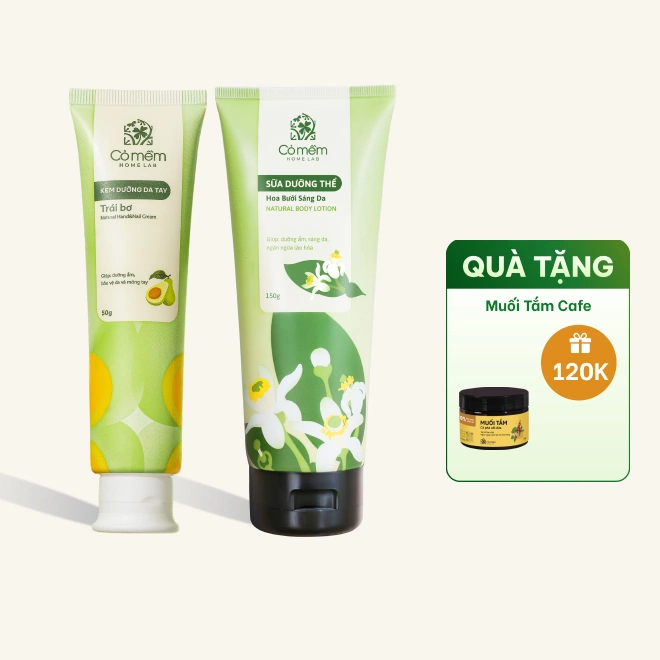 Cỏ mềm
HOME LAB
KEM DƯỠNG DA TAY
Trái bơ
Natural Hand&Nail Cream
Giúp: dưỡng ẩm,
bảo vệ da và móng tay
50g
Cỏ mềm
HOME LAB
SỮA DƯỠNG THỂ
Hoa Bưởi Sáng Da
NATURAL BODY LOTION
Giúp: dưỡng ẩm, sáng da,
ngăn ngừa lão hóa
150g
QUÀ TẶNG
Muối Tắm Cafe
120K
MUỐI TẮM